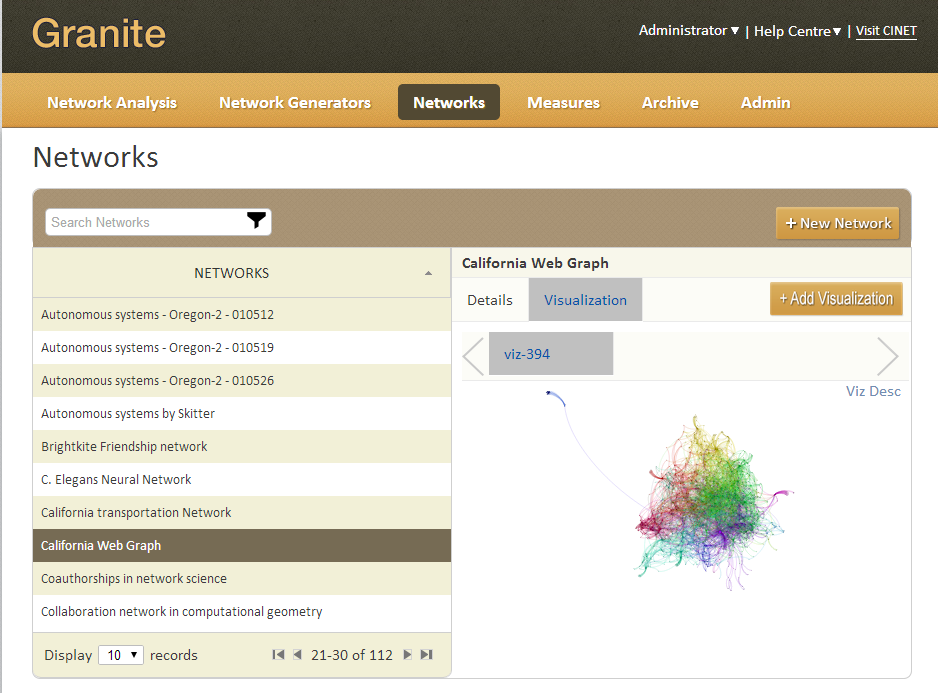 Granite
Administrator ▼ | Help Centre ▼ | Visit CINET
Network Analysis Network Generators Networks Measures Archive Admin
Networks
Search Networks
+ New Network
NETWORKS
Autonomous systems - Oregon-2 - 010512
Autonomous systems - Oregon-2 - 010519
Autonomous systems - Oregon-2 - 010526
Autonomous systems by Skitter
Brightkite Friendship network
C. Elegans Neural Network
California transportation Network
California Web Graph
Coauthorships in network science
Collaboration network in computational geometry
Display 10 ▼ records 21-30 of 112
California Web Graph
Details Visualization + Add Visualization
viz-394
Viz Desc